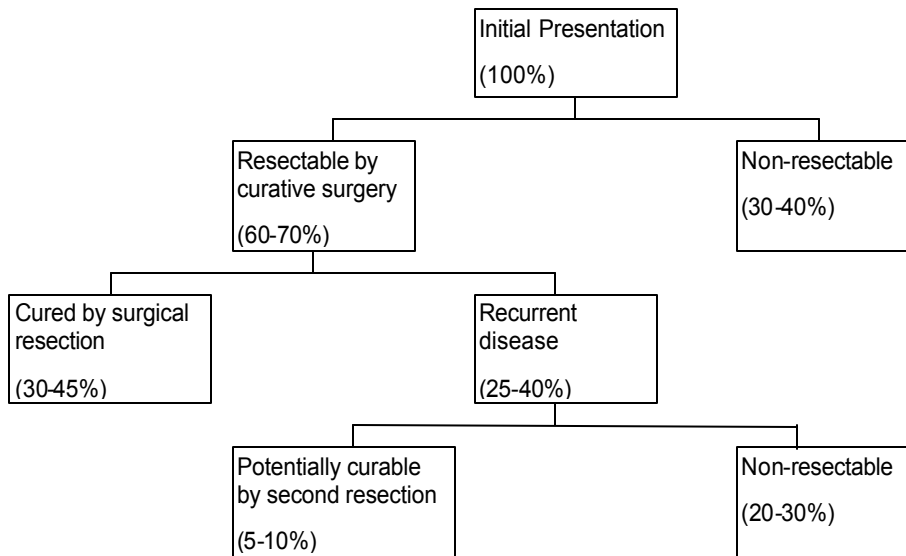 Initial Presentation
(100%)
Resectable by
curative surgery
(60-70%)
Non-resectable
(30-40%)
Cured by surgical
resection
(30-45%)
Recurrent
disease
(25-40%)
Potentially curable
by second resection
(5-10%)
Non-resectable
(20-30%)